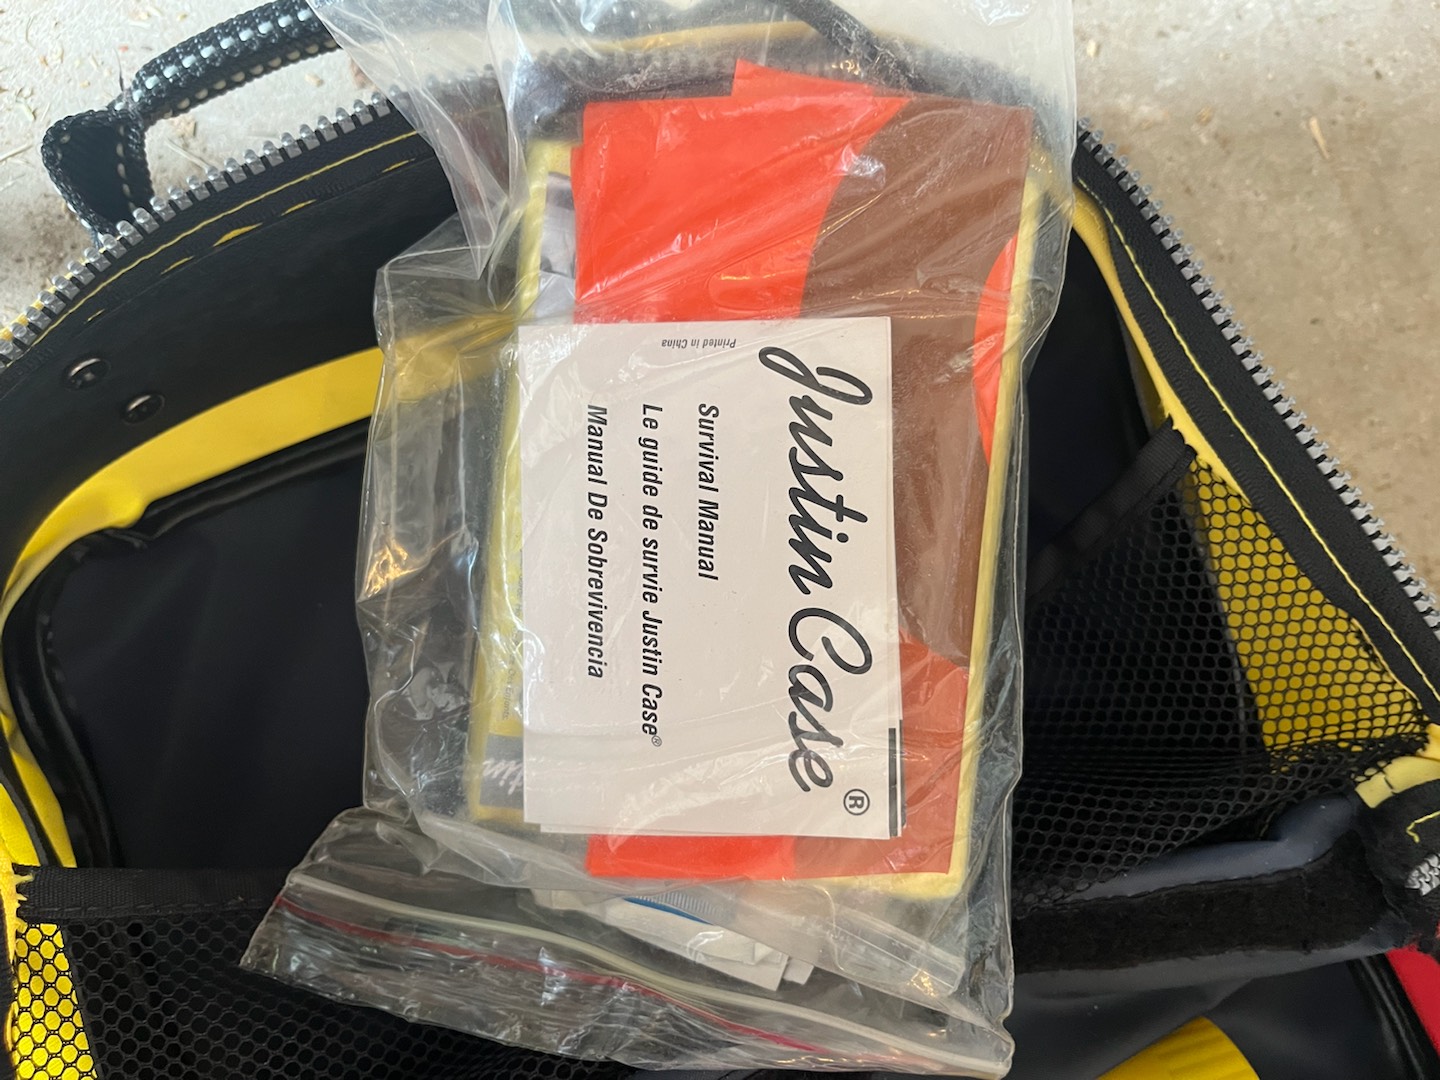 Justin Case®
Survival Manual
Le guide de survie Justin Case®
Manual De Sobrevivencia
Printed in China